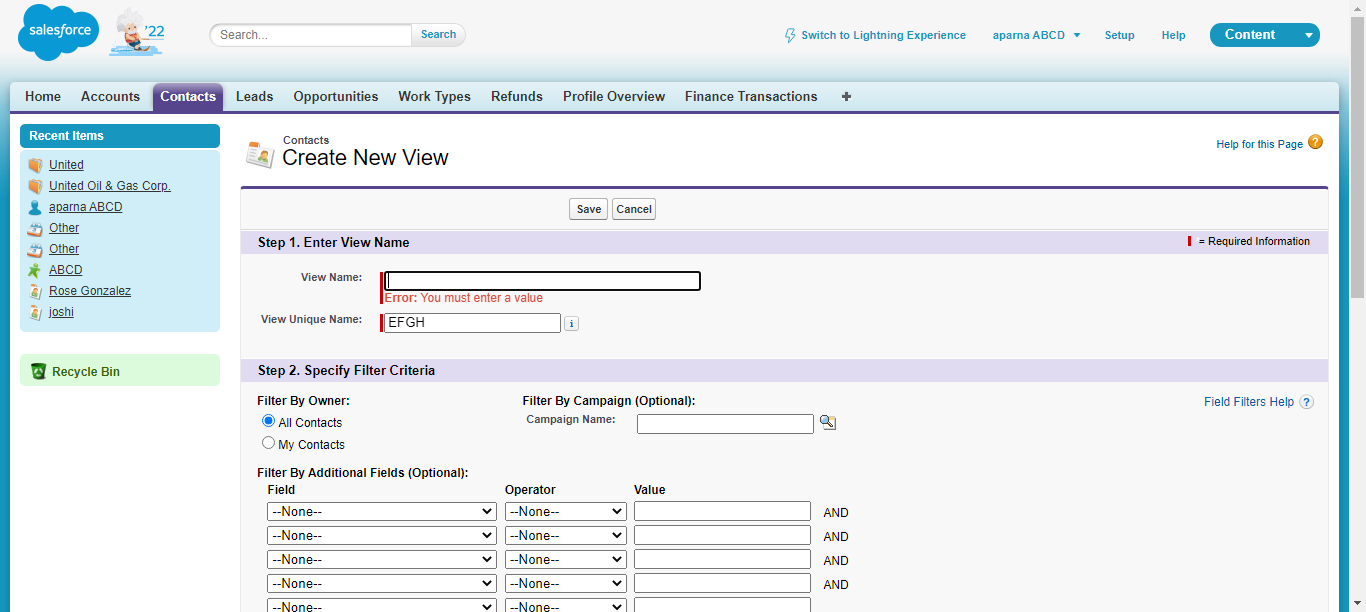 salesforce '22 Search... Search Switch to Lightning Experience aparna ABCD Setup Help Content
Home Accounts Contacts Leads Opportunities Work Types Refunds Profile Overview Finance Transactions +
Recent Items
United
United Oil & Gas Corp.
aparna ABCD
Other
Other
ABCD
Rose Gonzalez
joshi
Recycle Bin
Contacts
Create New View
Help for this Page ?
Save Cancel
Step 1. Enter View Name
= Required Information
View Name:
Error: You must enter a value
View Unique Name: EFGH i
Step 2. Specify Filter Criteria
Filter By Owner: Filter By Campaign (Optional): Field Filters Help ?
All Contacts Campaign Name:
My Contacts
Filter By Additional Fields (Optional):
Field Operator Value
--None-- --None-- AND
--None-- --None-- AND
--None-- --None-- AND
--None-- --None-- AND
--None-- --None--